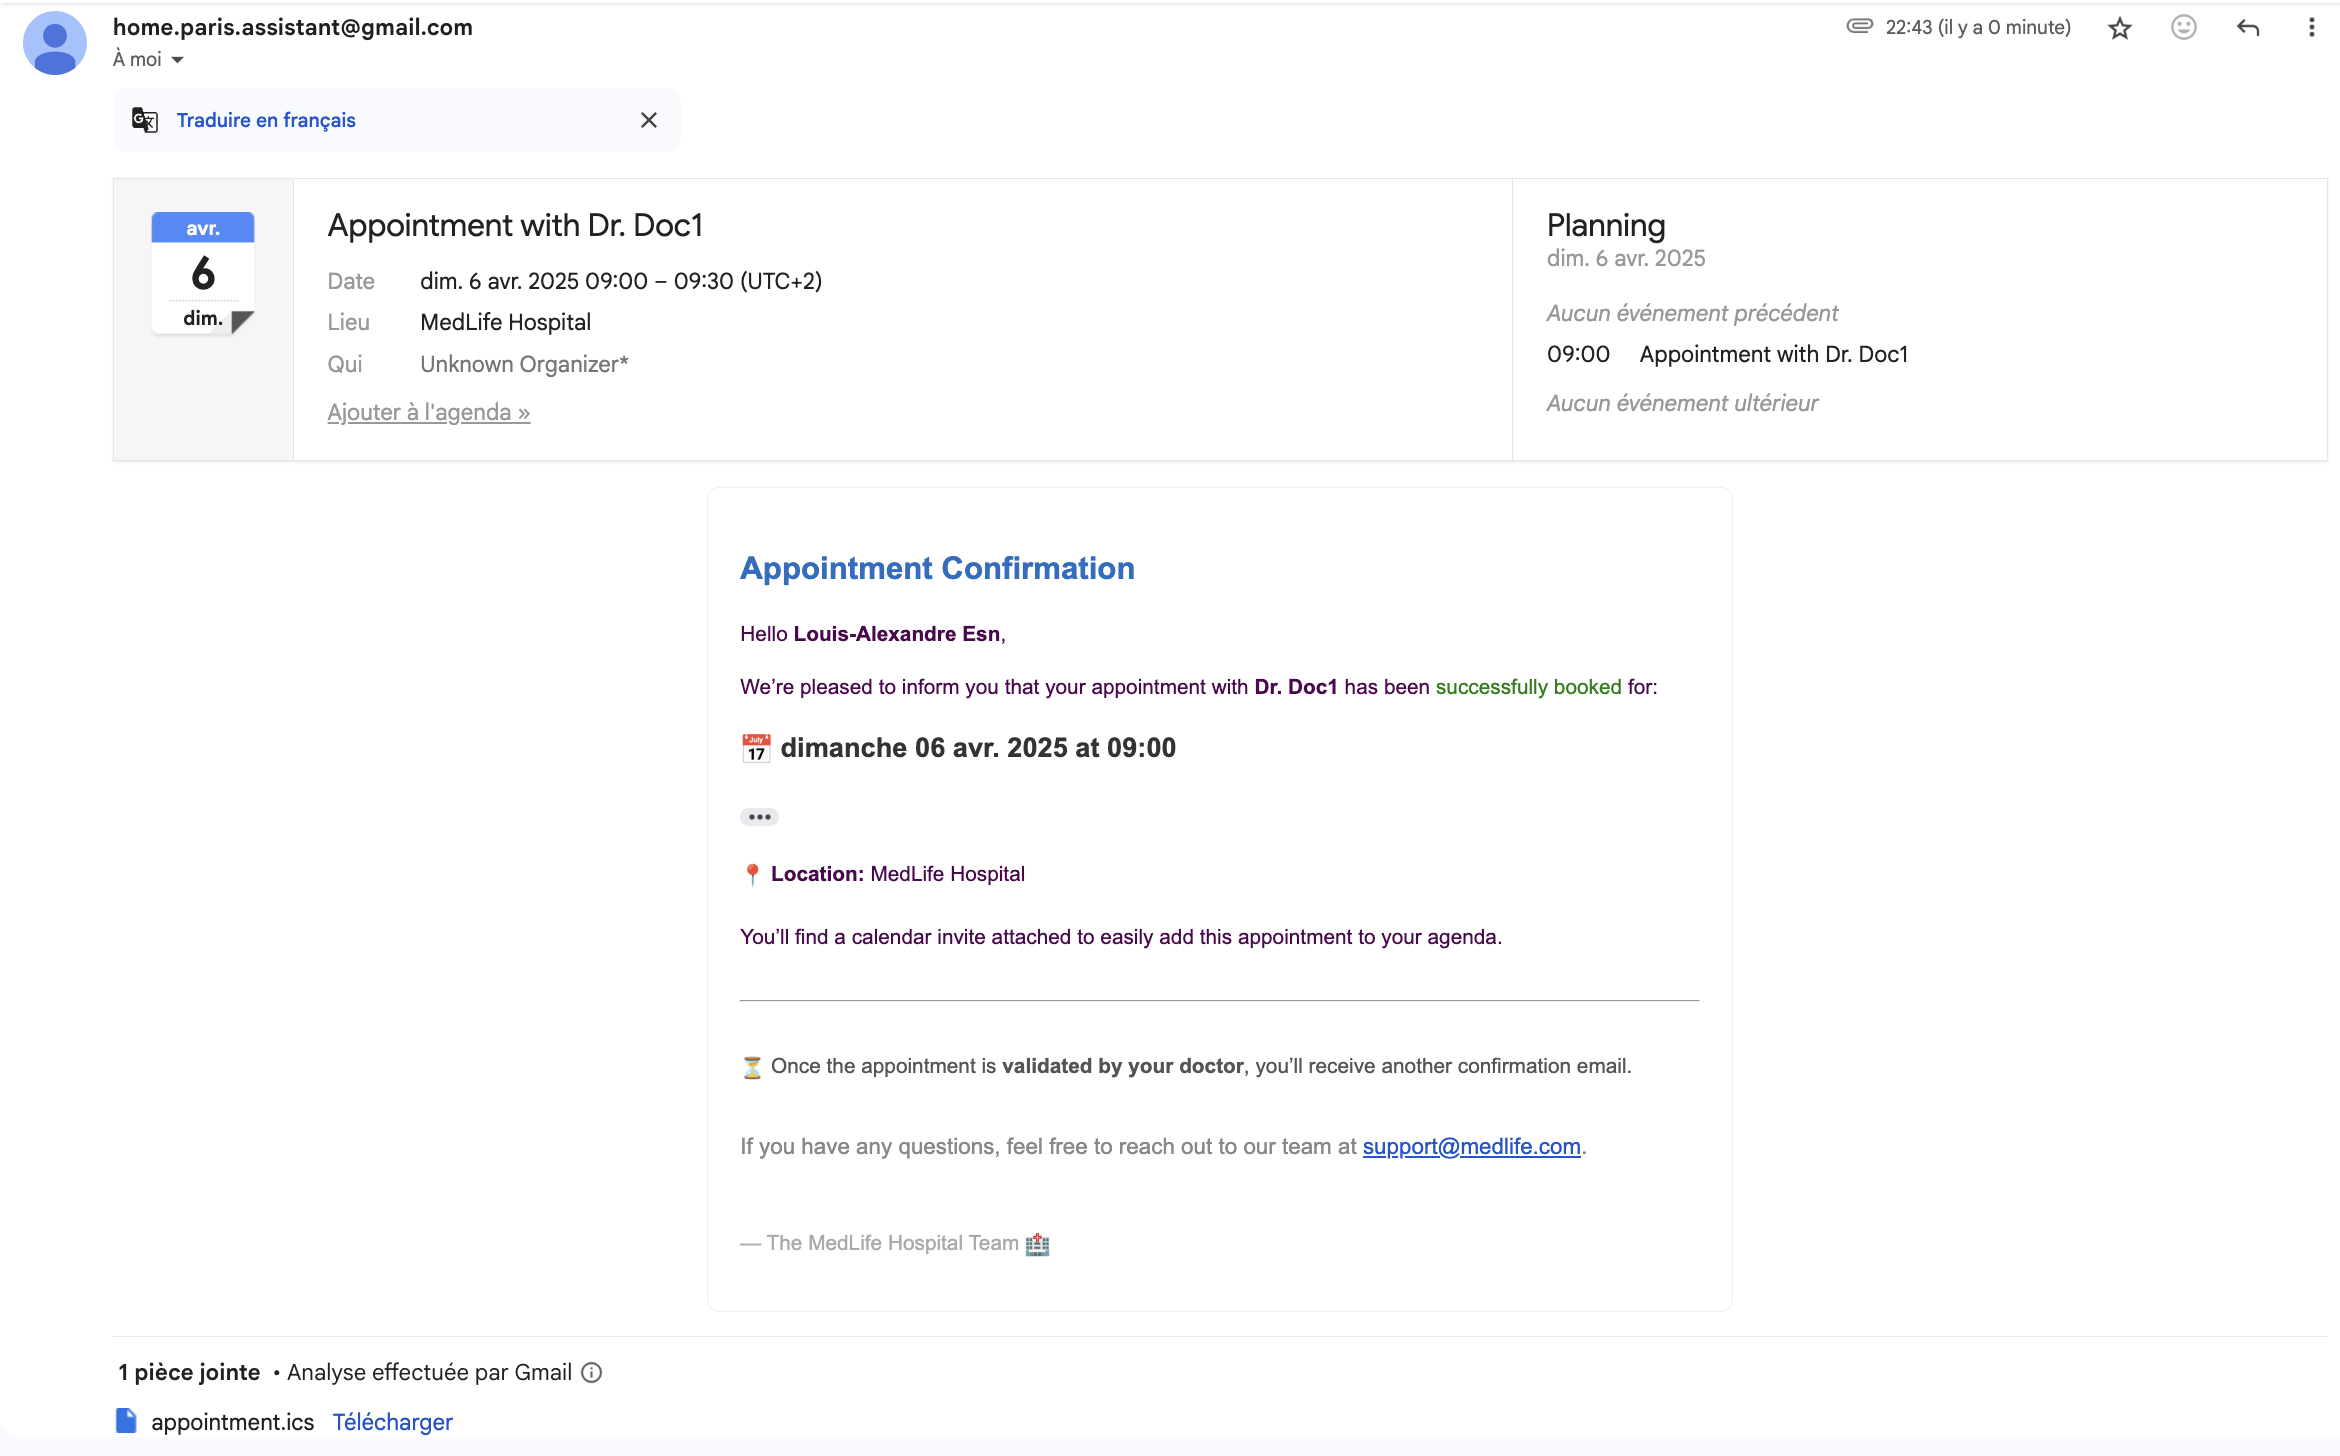 home.paris.assistant@gmail.com
À moi
22:43 (il y a 0 minute)
Traduire en français
avr.
6
dim.
Appointment with Dr. Doc1
Date dim. 6 avr. 2025 09:00 – 09:30 (UTC+2)
Lieu MedLife Hospital
Qui Unknown Organizer*
Ajouter à l'agenda »
Planning
dim. 6 avr. 2025
Aucun événement précédent
09:00 Appointment with Dr. Doc1
Aucun événement ultérieur
Appointment Confirmation
Hello Louis-Alexandre Esn,
We’re pleased to inform you that your appointment with Dr. Doc1 has been successfully booked for:
📅 dimanche 06 avr. 2025 at 09:00
•••
📍 Location: MedLife Hospital
You’ll find a calendar invite attached to easily add this appointment to your agenda.
⏳ Once the appointment is validated by your doctor, you’ll receive another confirmation email.
If you have any questions, feel free to reach out to our team at support@medlife.com.
— The MedLife Hospital Team 🏥
1 pièce jointe • Analyse effectuée par Gmail
appointment.ics Télécharger